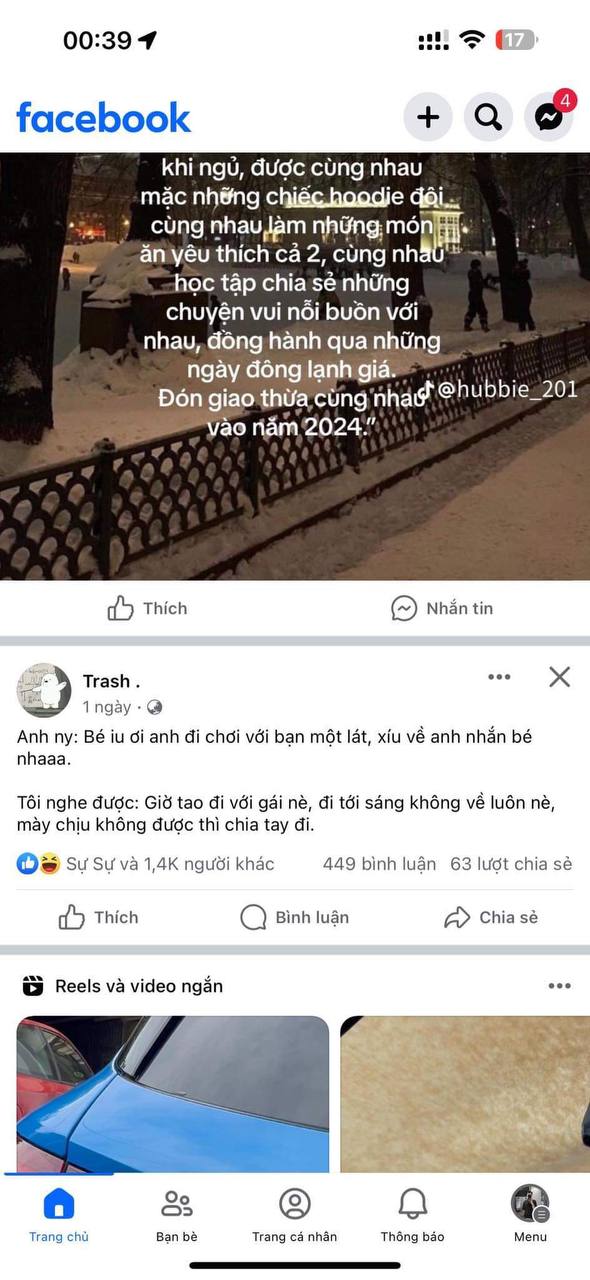 00:39
17
facebook
4
khi ngủ, được cùng nhau
mặc những chiếc hoodie đôi
cùng nhau làm những món
ăn yêu thích cả 2, cùng nhau
học tập chia sẻ những
chuyện vui nỗi buồn với
nhau, đồng hành qua những
ngày đông lạnh giá.
Đón giao thừa cùng nhau
@hubbie_201
vào năm 2024.”
Thích
Nhắn tin
Trash .
1 ngày ·
Anh ny: Bé iu ơi anh đi chơi với bạn một lát, xíu về anh nhắn bé
nhaaa.
Tôi nghe được: Giờ tao đi với gái nè, đi tới sáng không về luôn nè,
mày chịu không được thì chia tay đi.
Sự Sự và 1,4K người khác
449 bình luận 63 lượt chia sẻ
Thích
Bình luận
Chia sẻ
Reels và video ngắn
Trang chủ
Bạn bè
Trang cá nhân
Thông báo
Menu